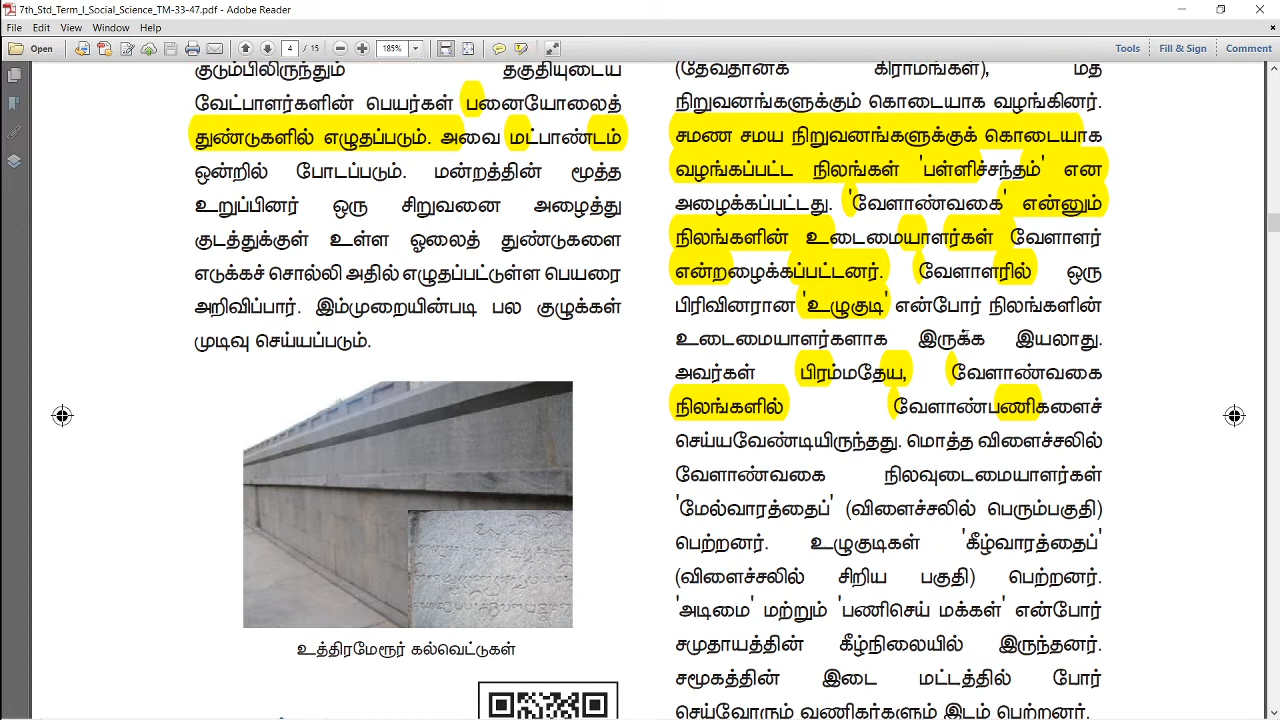 7th_Std_Term_I_Social_Science_TM-33-47.pdf - Adobe Reader
File Edit View Window Help
Open 4 / 15 185% Tools Fill & Sign Comment
குடும்பிலிருந்தும் தகுதியுடைய
வேட்பாளர்களின் பெயர்கள் பனையோலைத்
துண்டுகளில் எழுதப்படும். அவை மட்பாண்டம்
ஒன்றில் போடப்படும். மன்றத்தின் மூத்த
உறுப்பினர் ஒரு சிறுவனை அழைத்து
குடத்துக்குள் உள்ள ஓலைத் துண்டுகளை
எடுக்கச் சொல்லி அதில் எழுதப்பட்டுள்ள பெயரை
அறிவிப்பார். இம்முறையின்படி பல குழுக்கள்
முடிவு செய்யப்படும்.
உத்திரமேரூர் கல்வெட்டுகள்
(தேவதானக் கிராமங்கள்), மத
நிறுவனங்களுக்கும் கொடையாக வழங்கினர்.
சமண சமய நிறுவனங்களுக்குக் கொடையாக
வழங்கப்பட்ட நிலங்கள் 'பள்ளிச்சந்தம்' என
அழைக்கப்பட்டது. 'வேளாண்வகை' என்னும்
நிலங்களின் உடைமையாளர்கள் வேளாளர்
என்றழைக்கப்பட்டனர். வேளாளரில் ஒரு
பிரிவினரான 'உழுகுடி' என்போர் நிலங்களின்
உடைமையாளர்களாக இருக்க இயலாது.
அவர்கள் பிரம்மதேய, வேளாண்வகை
நிலங்களில் வேளாண்பணிகளைச்
செய்யவேண்டியிருந்தது. மொத்த விளைச்சலில்
வேளாண்வகை நிலவுடைமையாளர்கள்
'மேல்வாரத்தைப்' (விளைச்சலில் பெரும்பகுதி)
பெற்றனர். உழுகுடிகள் 'கீழ்வாரத்தைப்'
(விளைச்சலில் சிறிய பகுதி) பெற்றனர்.
'அடிமை' மற்றும் 'பணிசெய் மக்கள்' என்போர்
சமுதாயத்தின் கீழ்நிலையில் இருந்தனர்.
சமூகத்தின் இடை மட்டத்தில் போர்
செய்வோரும் வணிகர்களும் இடம் பெற்றனர்.